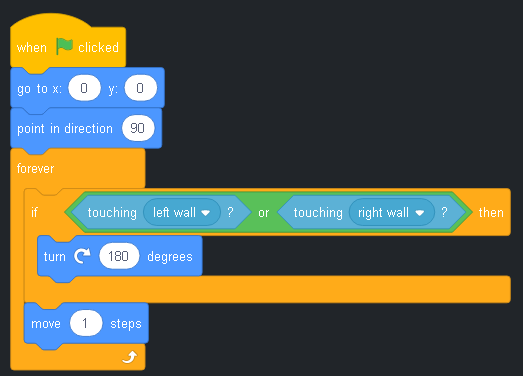 when clicked
go to x: 0 y: 0
point in direction 90
forever
if touching left wall ? or touching right wall ? then
turn 180 degrees
move 1 steps